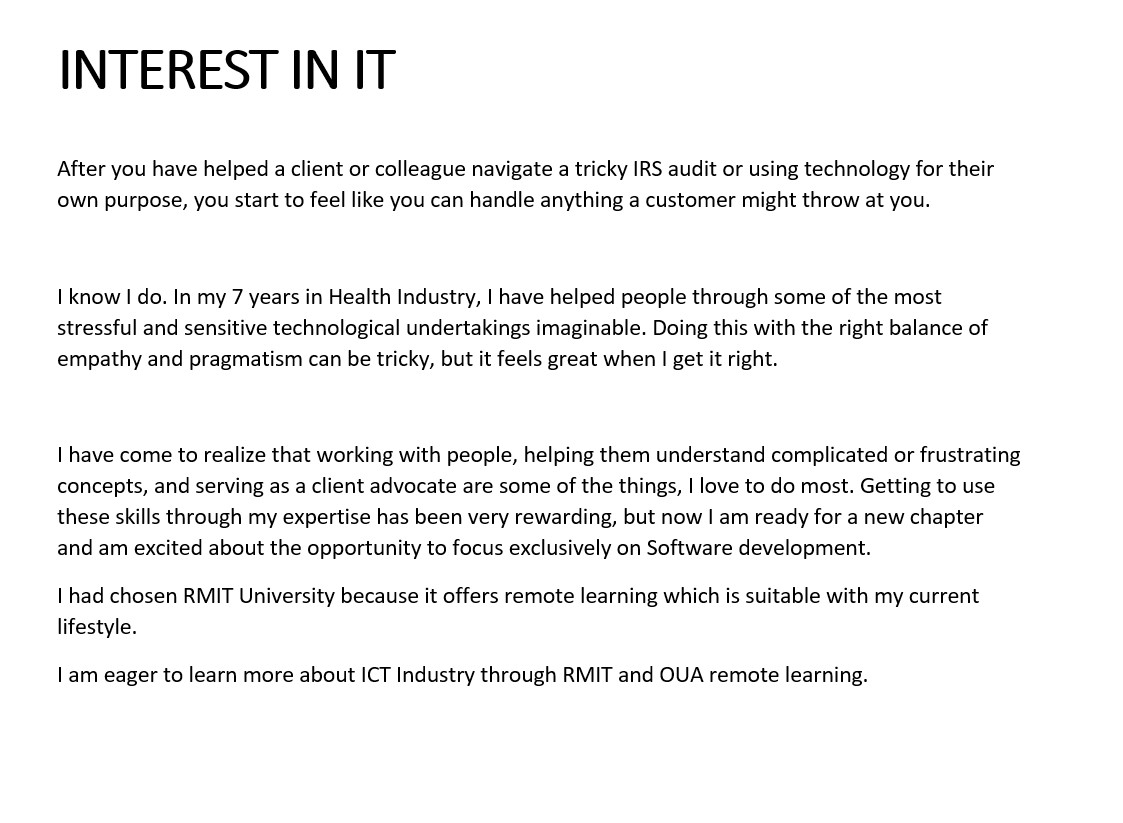 INTEREST IN IT
After you have helped a client or colleague navigate a tricky IRS audit or using technology for their
own purpose, you start to feel like you can handle anything a customer might throw at you.
I know I do. In my 7 years in Health Industry, I have helped people through some of the most
stressful and sensitive technological undertakings imaginable. Doing this with the right balance of
empathy and pragmatism can be tricky, but it feels great when I get it right.
I have come to realize that working with people, helping them understand complicated or frustrating
concepts, and serving as a client advocate are some of the things, I love to do most. Getting to use
these skills through my expertise has been very rewarding, but now I am ready for a new chapter
and am excited about the opportunity to focus exclusively on Software development.
I had chosen RMIT University because it offers remote learning which is suitable with my current
lifestyle.
I am eager to learn more about ICT Industry through RMIT and OUA remote learning.